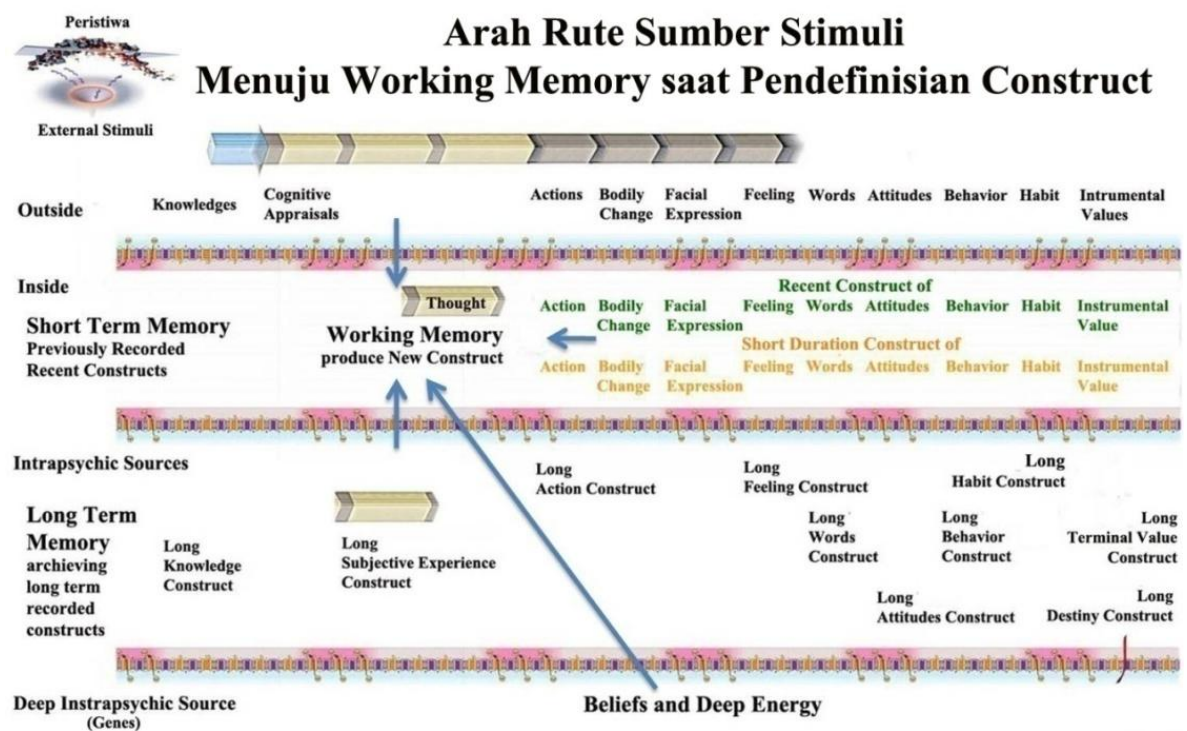 Peristiwa
External Stimuli
Arah Rute Sumber Stimuli
Menuju Working Memory saat Pendefinisian Construct
Outside
Knowledges
Cognitive
Appraisals
Actions
Bodily
Change
Facial
Expression
Feeling
Words
Attitudes
Behavior
Habit
Intrumental
Values
Inside
Short Term Memory
Previously Recorded
Recent Constructs
Thought
Working Memory
produce New Construct
Recent Construct of
Action
Bodily
Change
Facial
Expression
Feeling
Words
Attitudes
Behavior
Habit
Instrumental
Value
Short Duration Construct of
Action
Bodily
Change
Facial
Expression
Feeling
Words
Attitudes
Behavior
Habit
Instrumental
Value
Intrapsychic Sources
Long Term
Memory
archieving
long term
recorded
constructs
Long
Knowledge
Construct
Long
Subjective Experience
Construct
Long
Action Construct
Long
Feeling Construct
Long
Habit Construct
Long
Words
Construct
Long
Behavior
Construct
Long
Terminal Value
Construct
Long
Attitudes Construct
Long
Destiny Construct
Deep Instrapsychic Source
(Genes)
Beliefs and Deep Energy